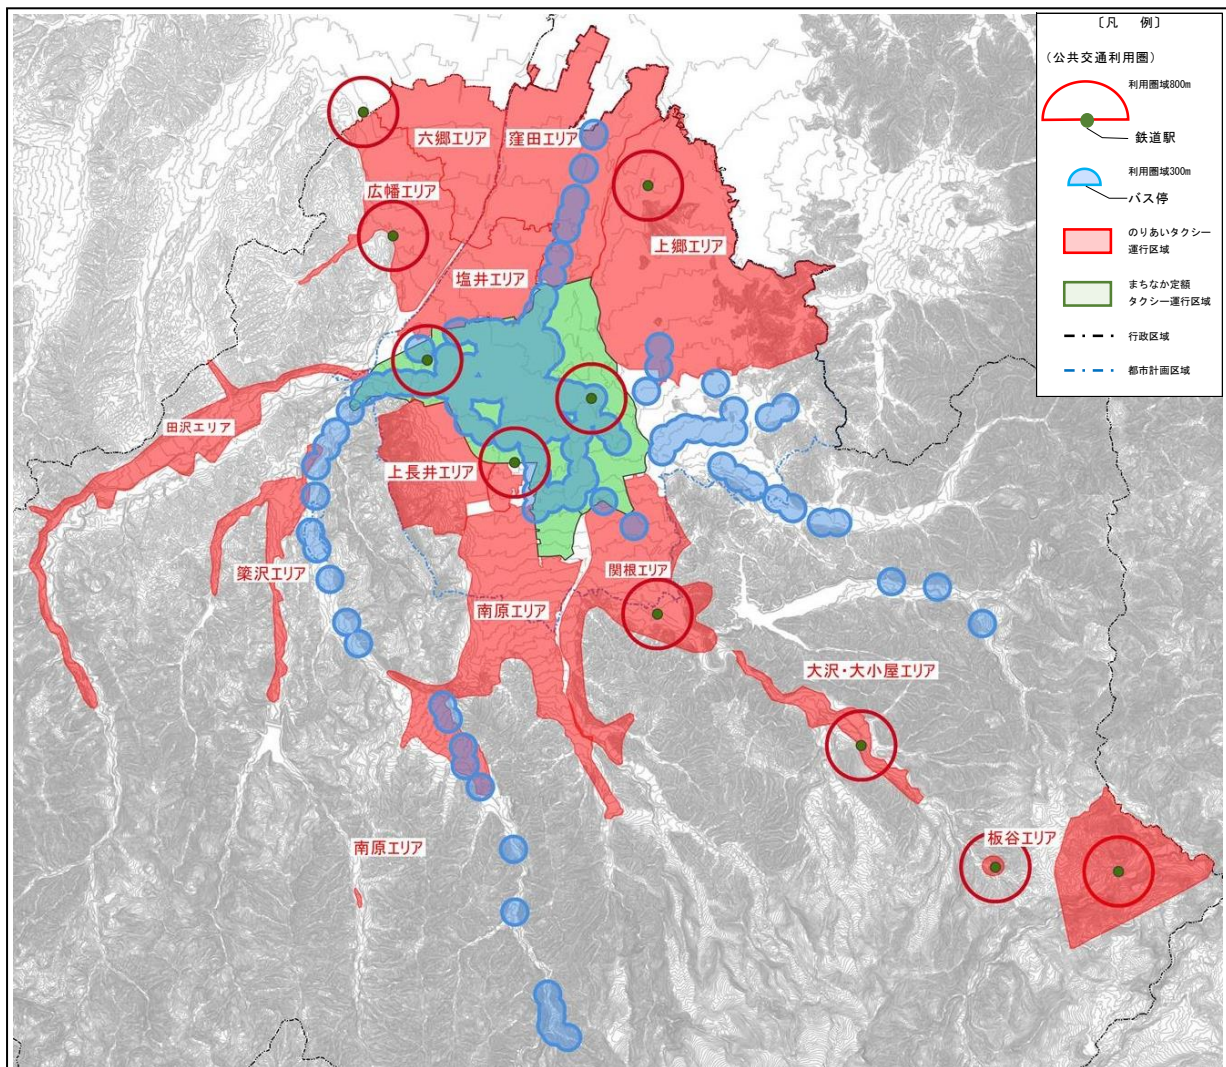 〔凡　例〕
（公共交通利用圏）
利用圏域800m
鉄道駅
利用圏域300m
バス停
のりあいタクシー
運行区域
まちなか定額
タクシー運行区域
行政区域
都市計画区域
六郷エリア
窪田エリア
広幡エリア
上郷エリア
塩井エリア
田沢エリア
上長井エリア
簗沢エリア
関根エリア
南原エリア
大沢・大小屋エリア
南原エリア
板谷エリア